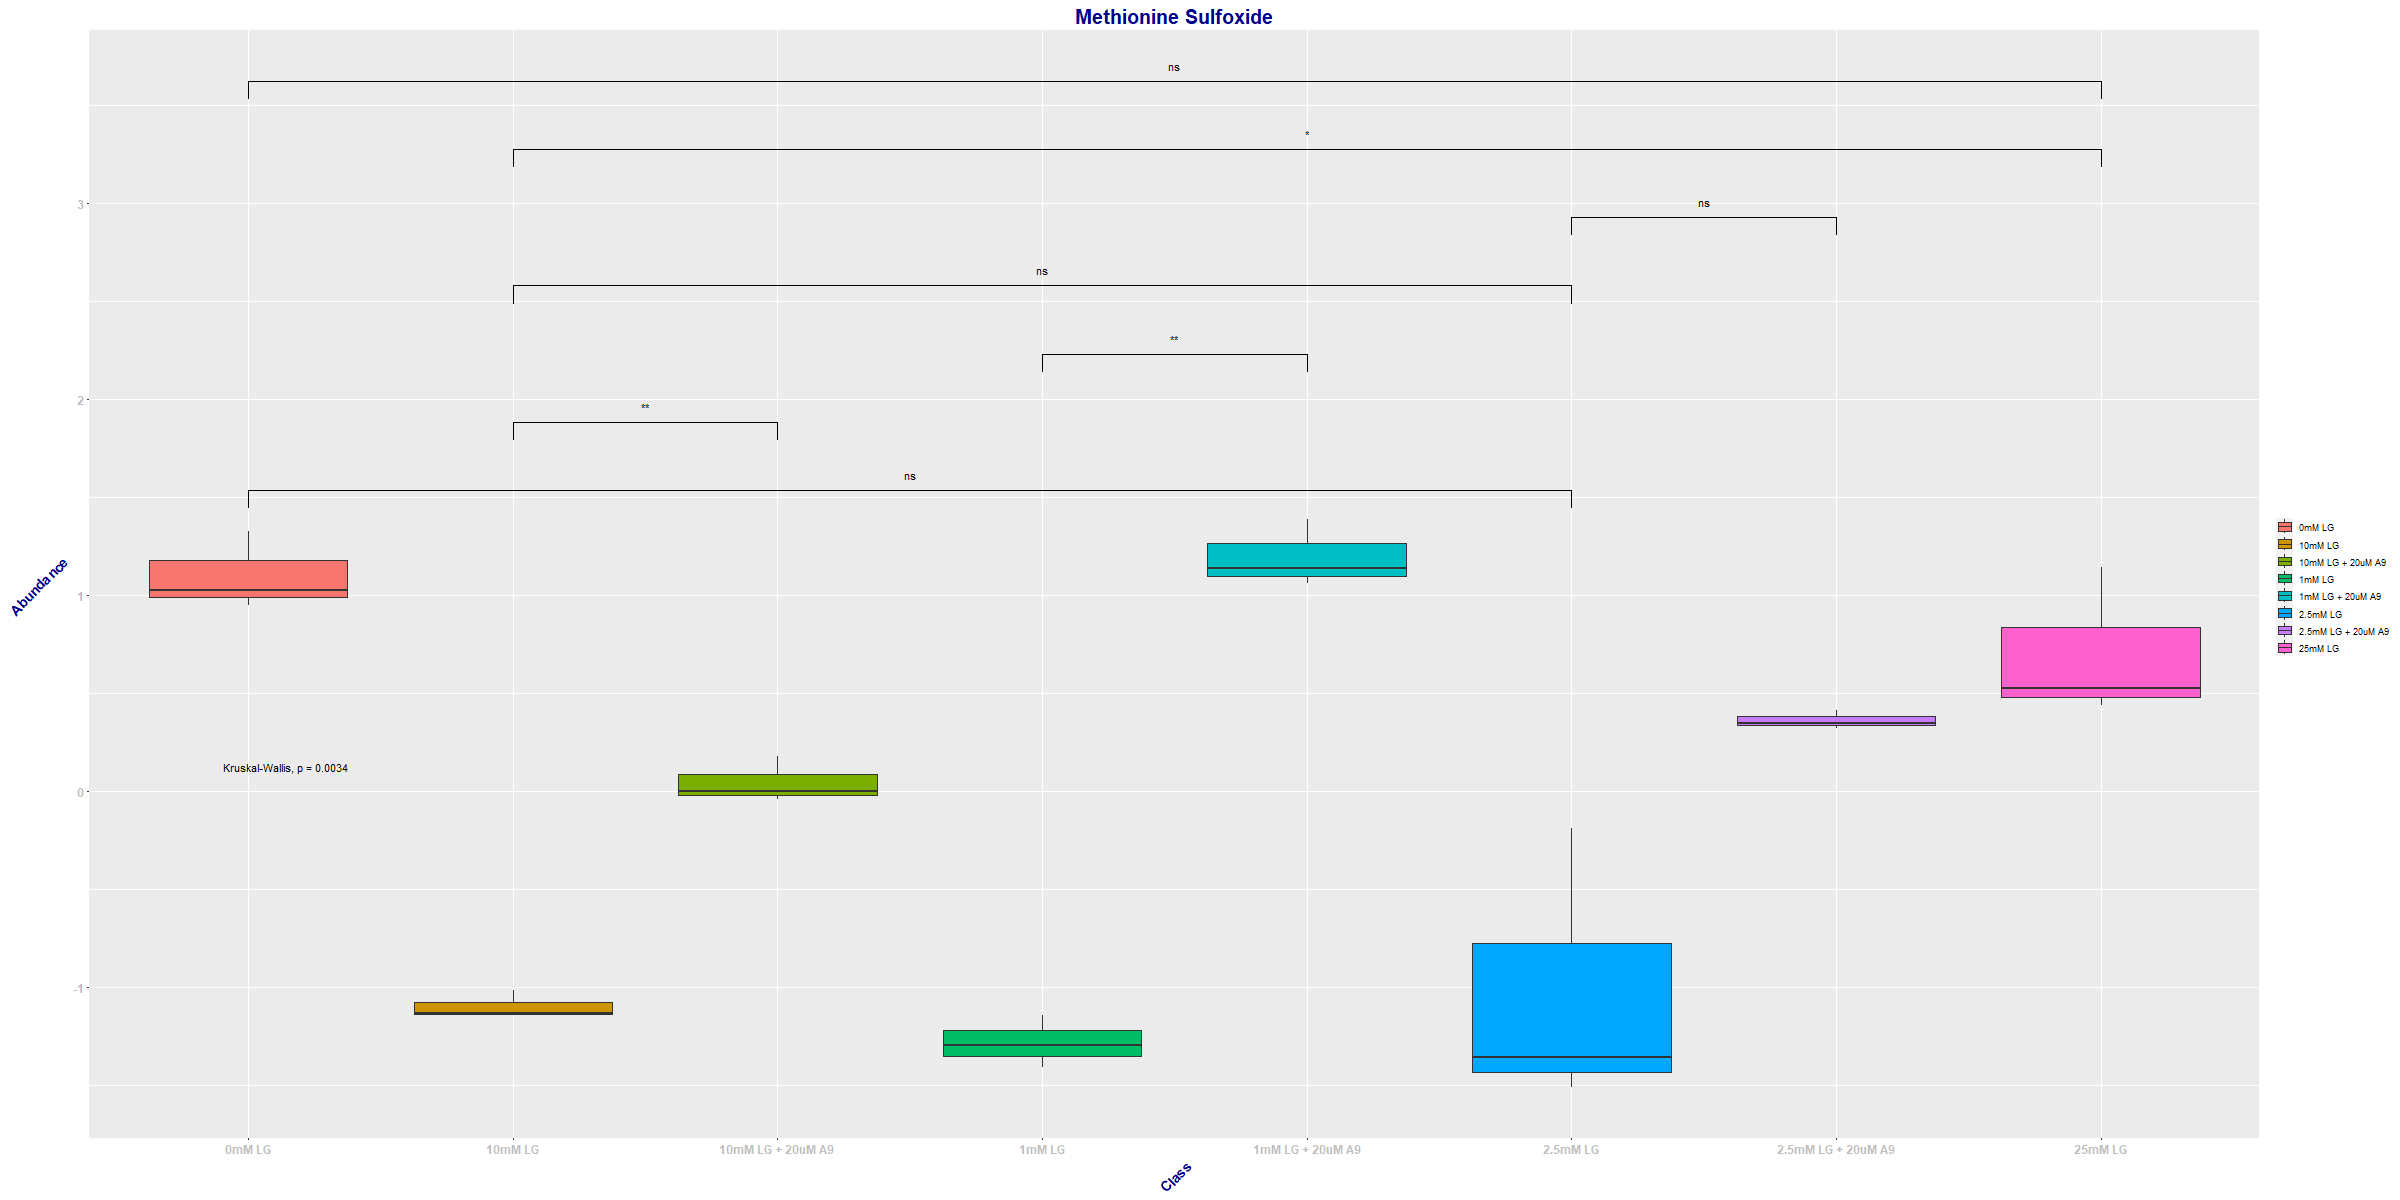 Methionine Sulfoxide
ns
*
3
ns
ns
**
2
**
ns
1
Abundance
Kruskal-Wallis, p = 0.0034
0
-1
0mM LG
10mM LG
10mM LG + 20uM A9
1mM LG
1mM LG + 20uM A9
2.5mM LG
2.5mM LG + 20uM A9
25mM LG
Class
0mM LG
10mM LG
10mM LG + 20uM A9
1mM LG
1mM LG + 20uM A9
2.5mM LG
2.5mM LG + 20uM A9
25mM LG